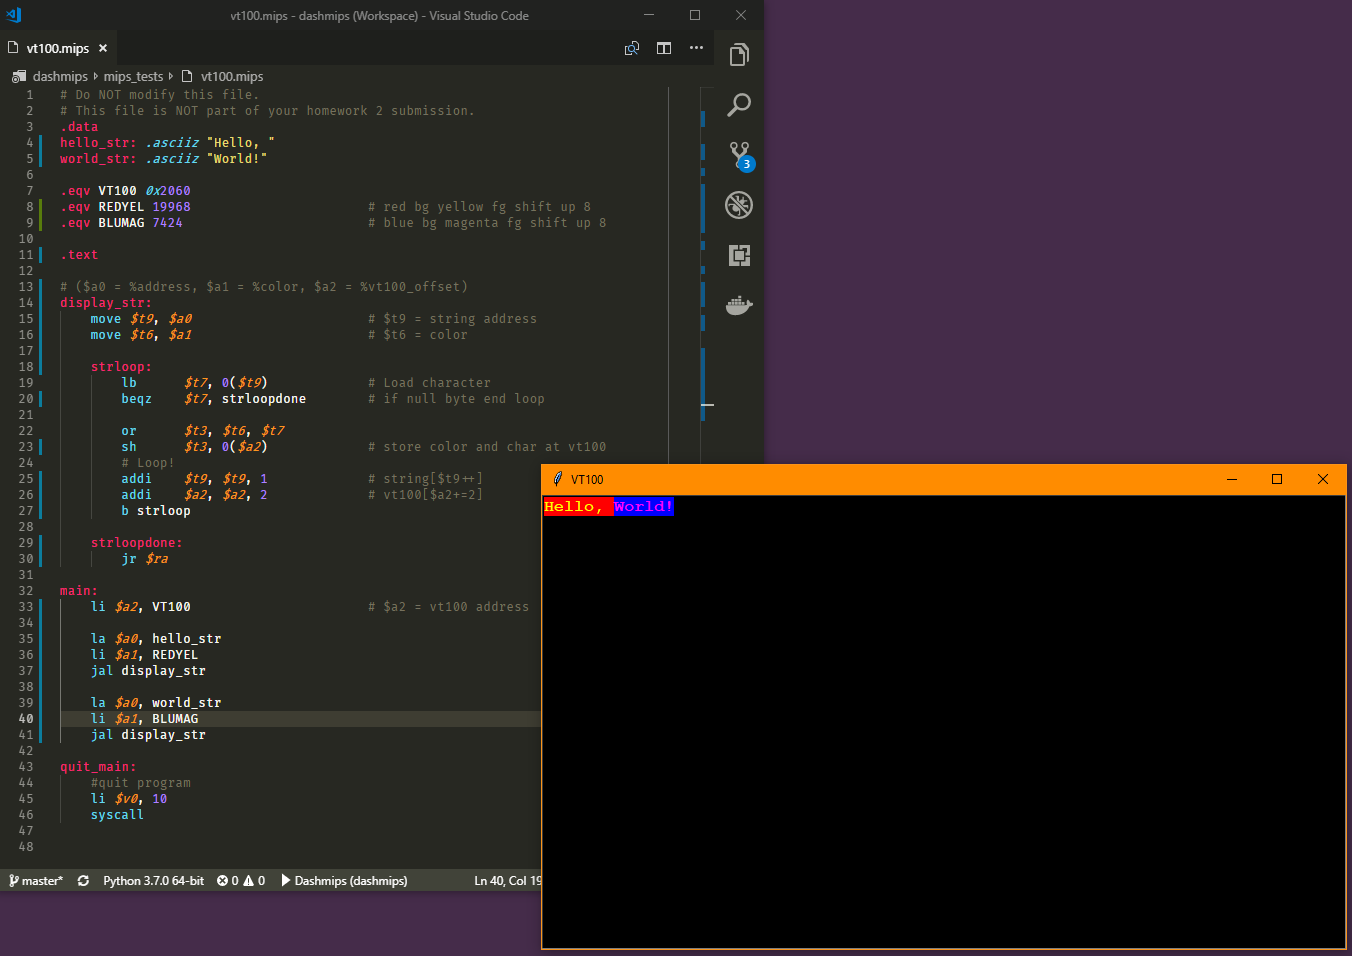 vt100.mips - dashmips (Workspace) - Visual Studio Code
vt100.mips
dashmips mips_tests vt100.mips
1 # Do NOT modify this file.
2 # This file is NOT part of your homework 2 submission.
3 .data
4 hello_str: .asciiz "Hello, "
5 world_str: .asciiz "World!"
6
7 .eqv VT100 0x2060
8 .eqv REDYEL 19968 # red bg yellow fg shift up 8
9 .eqv BLUMAG 7424 # blue bg magenta fg shift up 8
10
11 .text
12
13 # ($a0 = %address, $a1 = %color, $a2 = %vt100_offset)
14 display_str:
15 move $t9, $a0 # $t9 = string address
16 move $t6, $a1 # $t6 = color
17
18 strloop:
19 lb $t7, 0($t9) # Load character
20 beqz $t7, strloopdone # if null byte end loop
21
22 or $t3, $t6, $t7
23 sh $t3, 0($a2) # store color and char at vt100
24 # Loop!
25 addi $t9, $t9, 1 # string[$t9++]
26 addi $a2, $a2, 2 # vt100[$a2+=2]
27 b strloop
28
29 strloopdone:
30 jr $ra
31
32 main:
33 li $a2, VT100 # $a2 = vt100 address
34
35 la $a0, hello_str
36 li $a1, REDYEL
37 jal display_str
38
39 la $a0, world_str
40 li $a1, BLUMAG
41 jal display_str
42
43 quit_main:
44 #quit program
45 li $v0, 10
46 syscall
47
48
3
master* Python 3.7.0 64-bit 0 0 Dashmips (dashmips) Ln 40, Col 19
VT100
Hello, World!